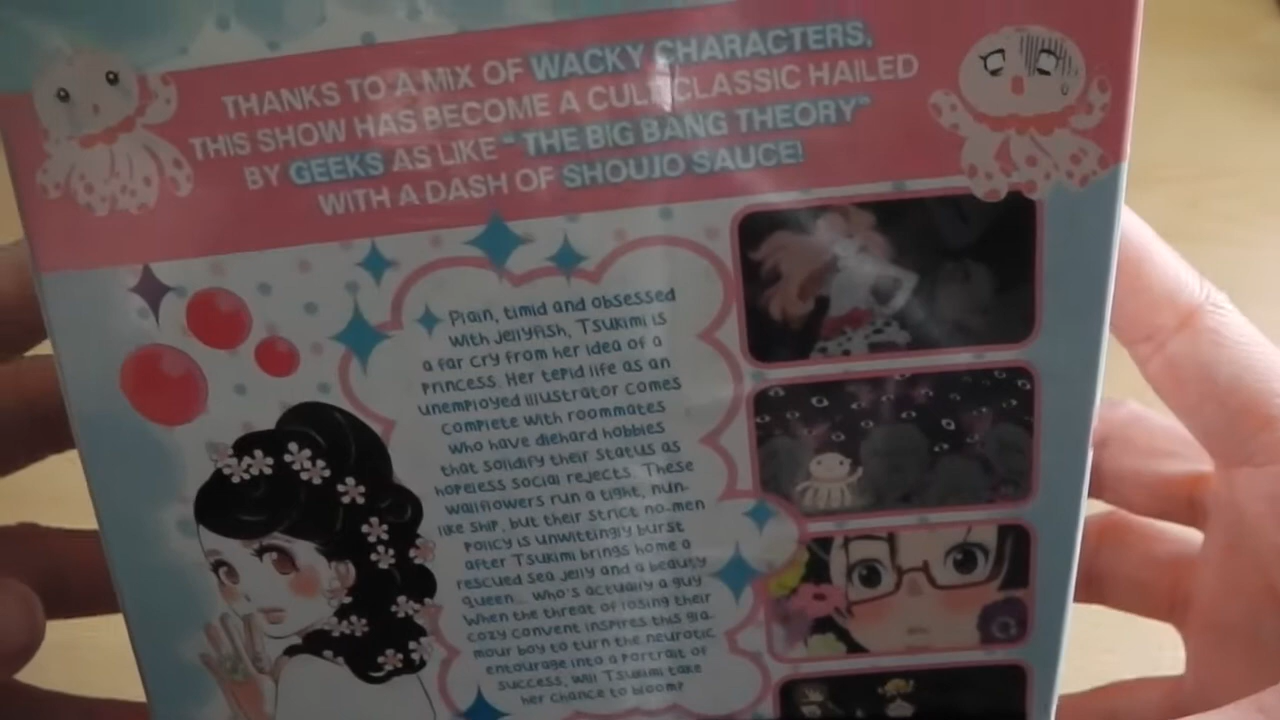 THANKS TO A MIX OF WACKY CHARACTERS,
THIS SHOW HAS BECOME A CULT CLASSIC HAILED
BY GEEKS AS LIKE "THE BIG BANG THEORY"
WITH A DASH OF SHOUJO SAUCE!
Plain, timid and obsessed
with jellyfish, Tsukimi is
a far cry from her idea of a
princess. Her tepid life as an
unemployed illustrator comes
complete with roommates
who have diehard hobbies
that solidify their status as
hopeless social rejects. These
wallflowers run a tight, nun-
like ship, but their strict no-men
policy is unwittingly burst
after Tsukimi brings home a
rescued sea jelly and a beauty
queen... who's actually a guy.
When the threat of losing their
cozy convent inspires this gla-
mour boy to turn the neurotic
entourage into a portrait of
success, will Tsukimi take
her chance to bloom?